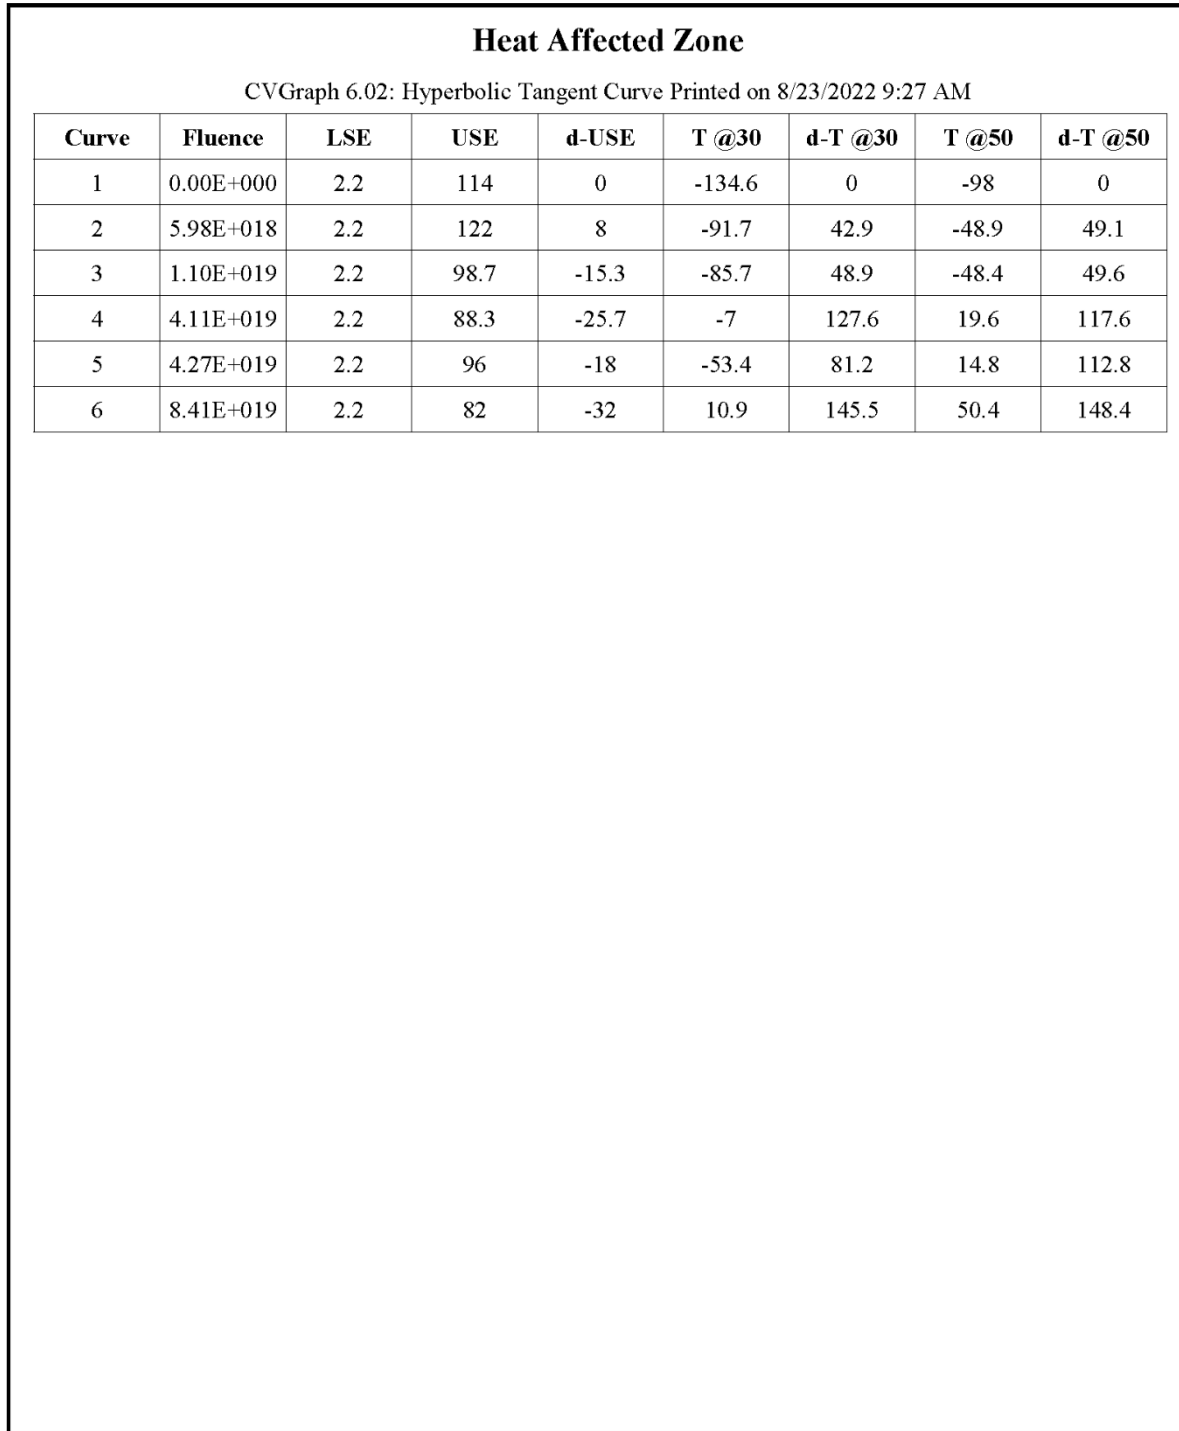 Heat Affected Zone
CVGraph 6.02: Hyperbolic Tangent Curve Printed on 8/23/2022 9:27 AM
Curve Fluence LSE USE d-USE T @30 d-T @30 T @50 d-T @50
1 0.00E+000 2.2 114 0 -134.6 0 -98 0
2 5.98E+018 2.2 122 8 -91.7 42.9 -48.9 49.1
3 1.10E+019 2.2 98.7 -15.3 -85.7 48.9 -48.4 49.6
4 4.11E+019 2.2 88.3 -25.7 -7 127.6 19.6 117.6
5 4.27E+019 2.2 96 -18 -53.4 81.2 14.8 112.8
6 8.41E+019 2.2 82 -32 10.9 145.5 50.4 148.4